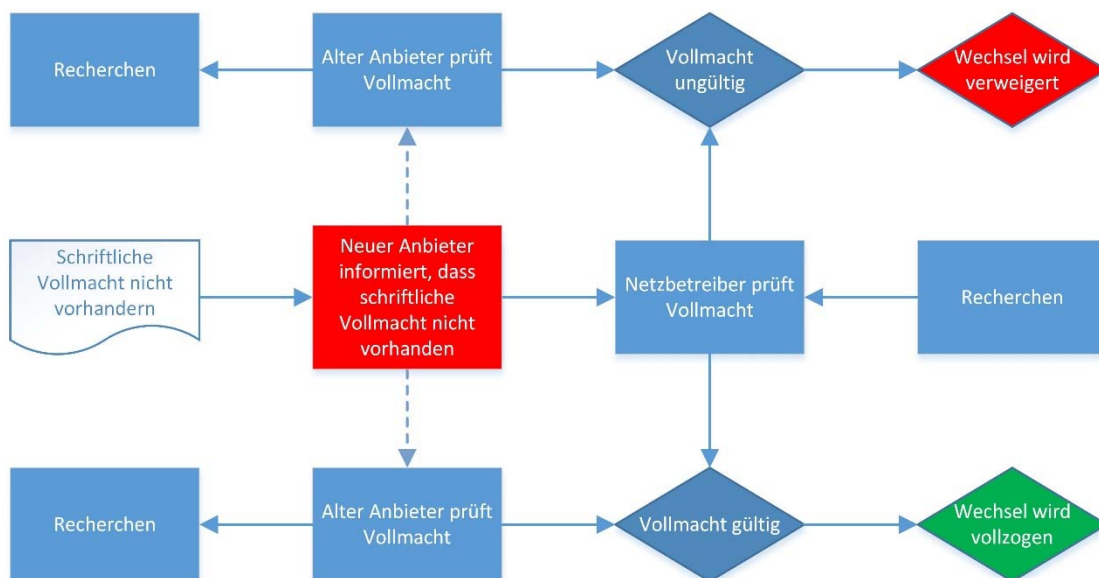 Recherchen
Alter Anbieter prüft
Vollmacht
Vollmacht
ungültig
Wechsel wird
verweigert
Schriftliche
Vollmacht nicht
vorhandern
Neuer Anbieter
informiert, dass
schriftliche
Vollmacht nicht
vorhanden
Netzbetreiber prüft
Vollmacht
Recherchen
Recherchen
Alter Anbieter prüft
Vollmacht
Vollmacht gültig
Wechsel wird
vollzogen